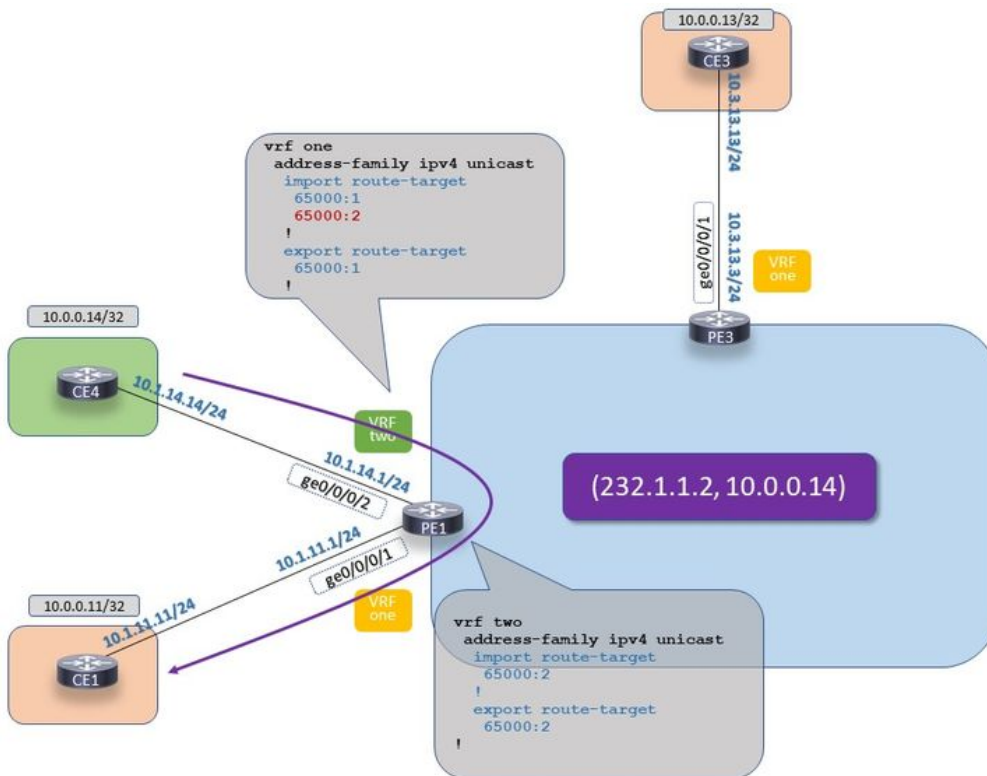 10.0.0.13/32
CE3
10.3.13.13/24
vrf one
address-family ipv4 unicast
import route-target
65000:1
65000:2
!
export route-target
65000:1
!
ge0/0/0/1
10.3.13.3/24
VRF
one
PE3
10.0.0.14/32
CE4
10.1.14.14/24
VRF
two
10.1.14.1/24
ge0/0/0/2
(232.1.1.2, 10.0.0.14)
PE1
10.1.11.1/24
ge0/0/0/1
VRF
one
10.0.0.11/32
10.1.11.11/24
CE1
vrf two
address-family ipv4 unicast
import route-target
65000:2
!
export route-target
65000:2
!